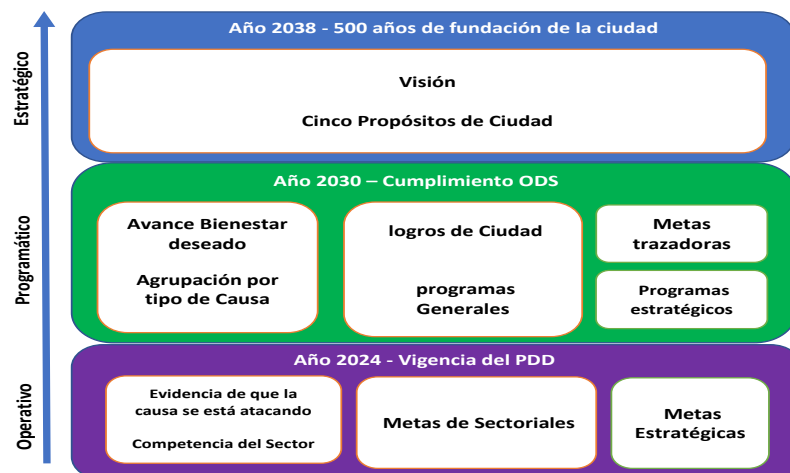 Estratégico
Año 2038 - 500 años de fundación de la ciudad
Visión
Cinco Propósitos de Ciudad
Programático
Año 2030 – Cumplimiento ODS
Avance Bienestar
deseado
Agrupación por
tipo de Causa
logros de Ciudad
programas
Generales
Metas
trazadoras
Programas
estratégicos
Operativo
Año 2024 - Vigencia del PDD
Evidencia de que la
causa se está atacando
Competencia del Sector
Metas de Sectoriales
Metas
Estratégicas